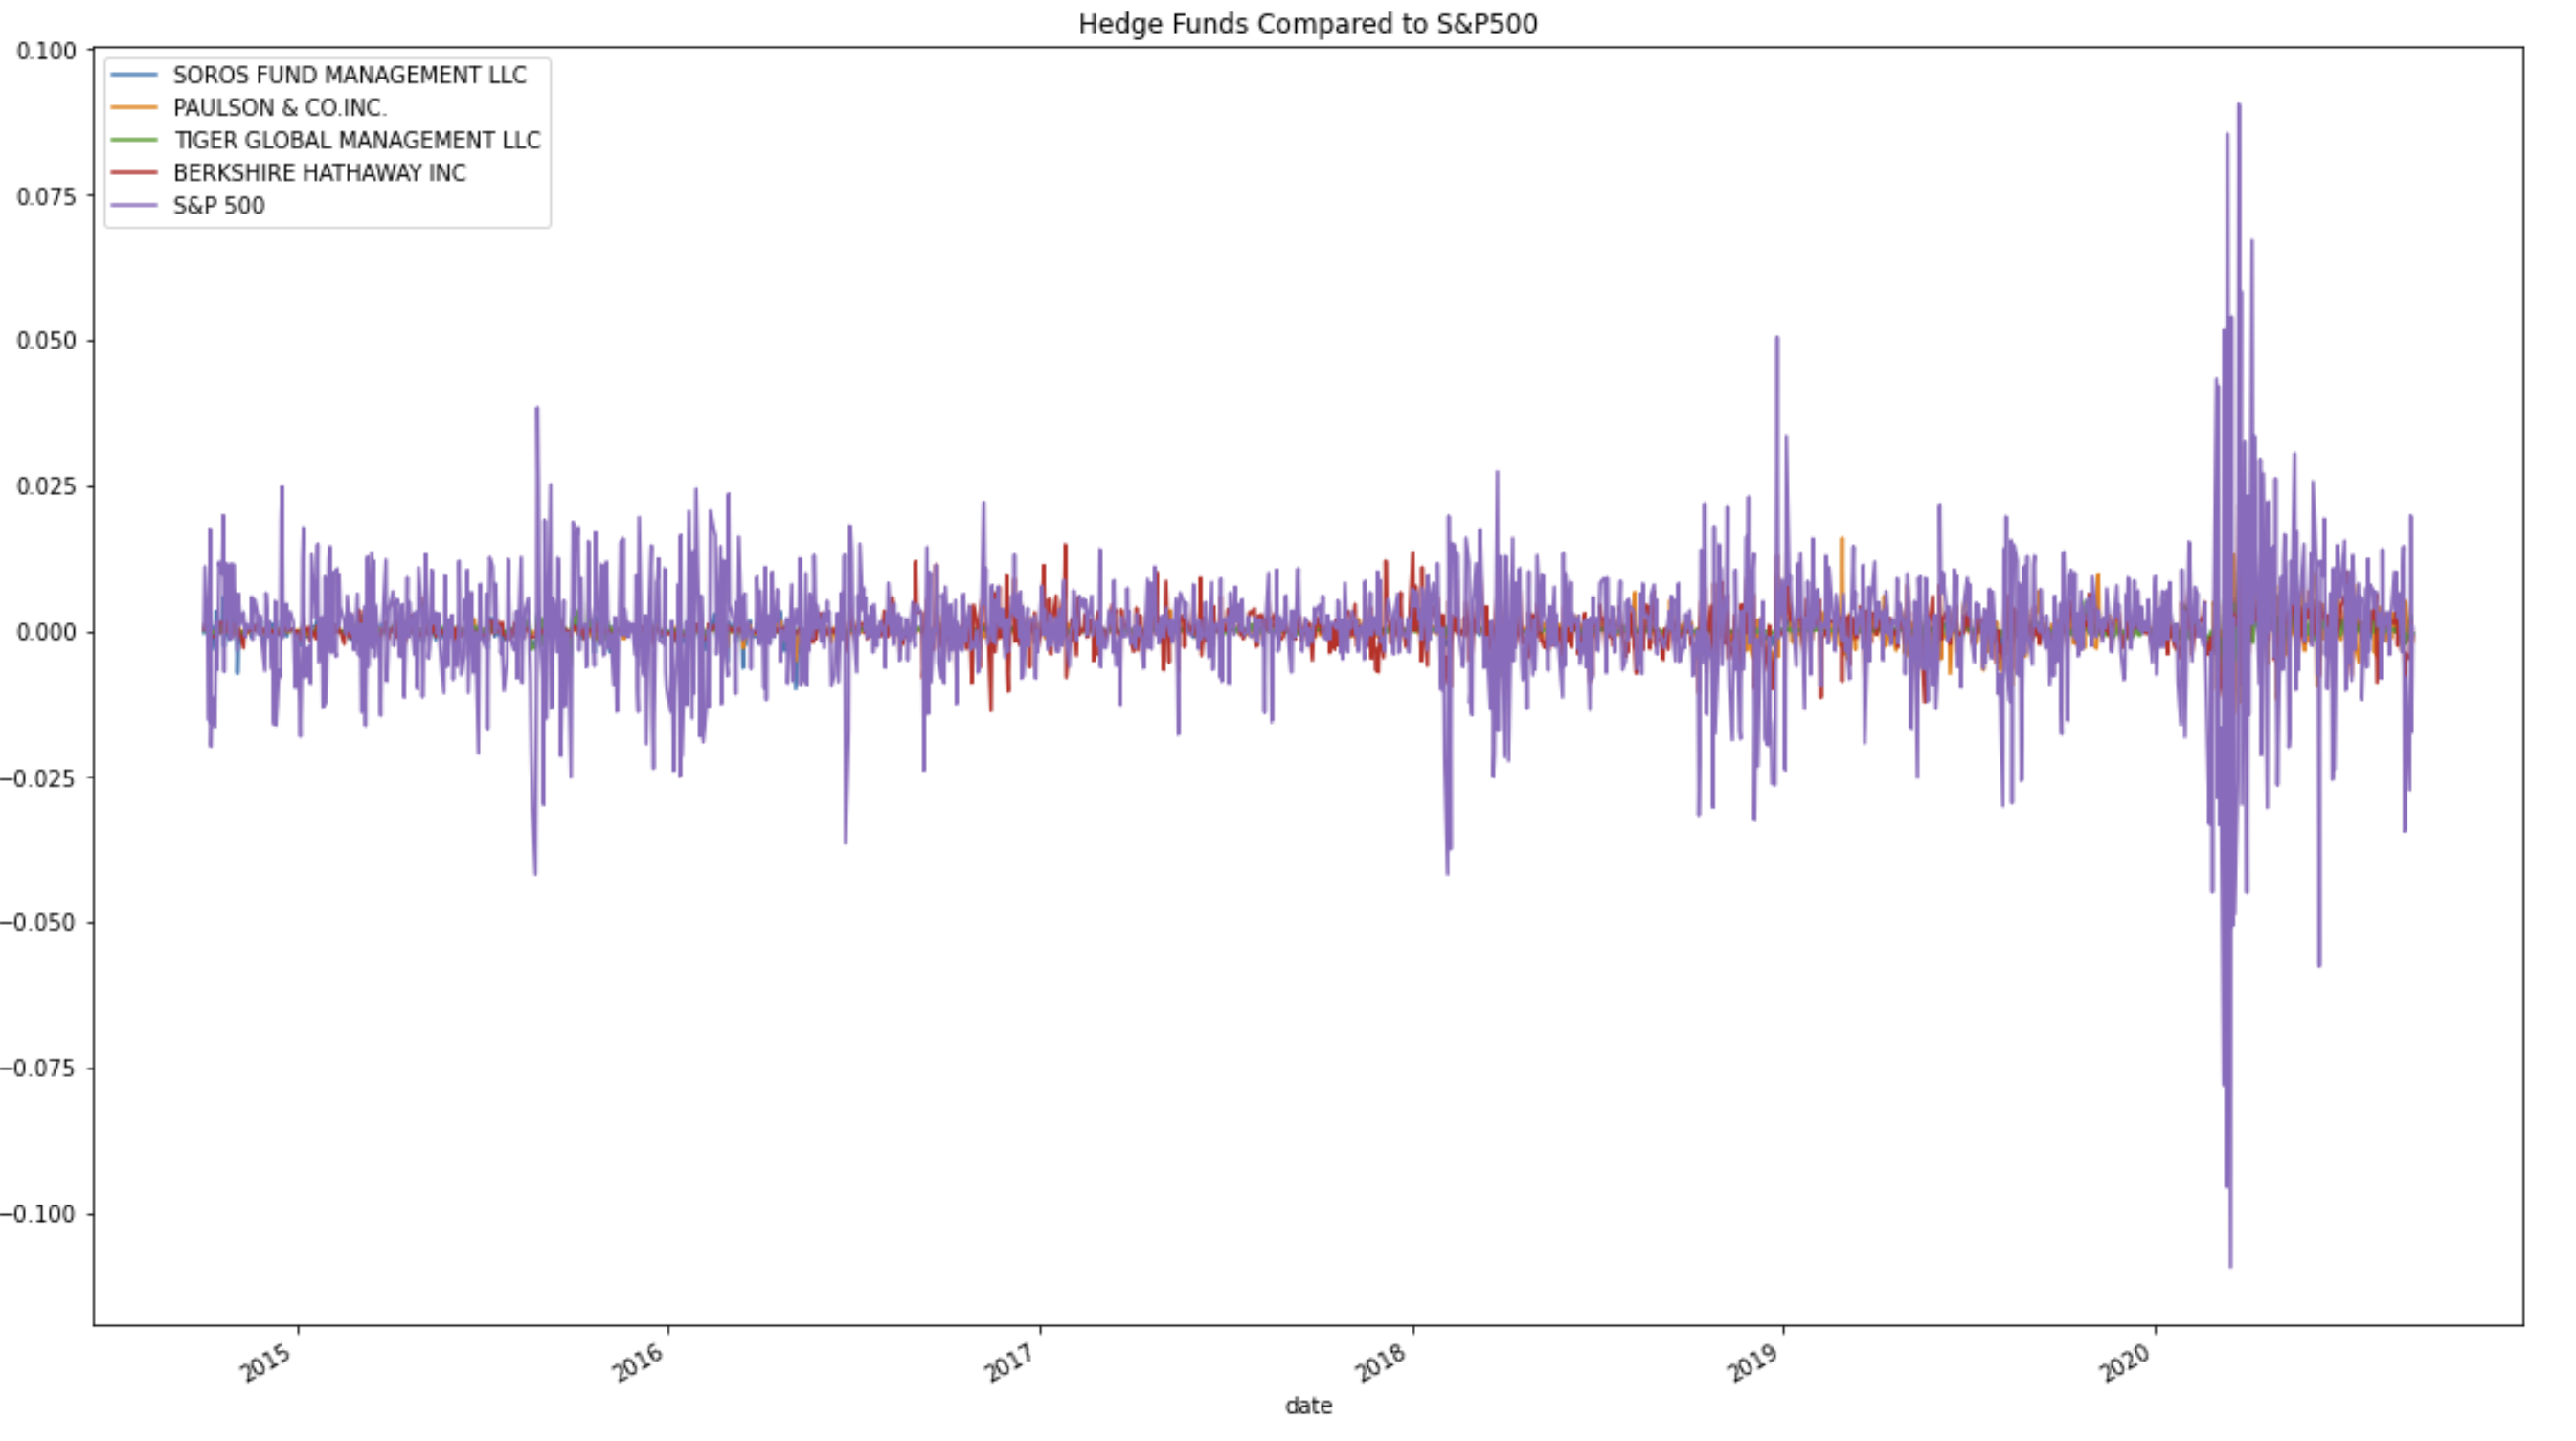 Hedge Funds Compared to S&P500
0.100
0.075
0.050
0.025
0.000
−0.025
−0.050
−0.075
−0.100
SOROS FUND MANAGEMENT LLC
PAULSON & CO.INC.
TIGER GLOBAL MANAGEMENT LLC
BERKSHIRE HATHAWAY INC
S&P 500
2015
2016
2017
2018
2019
2020
date